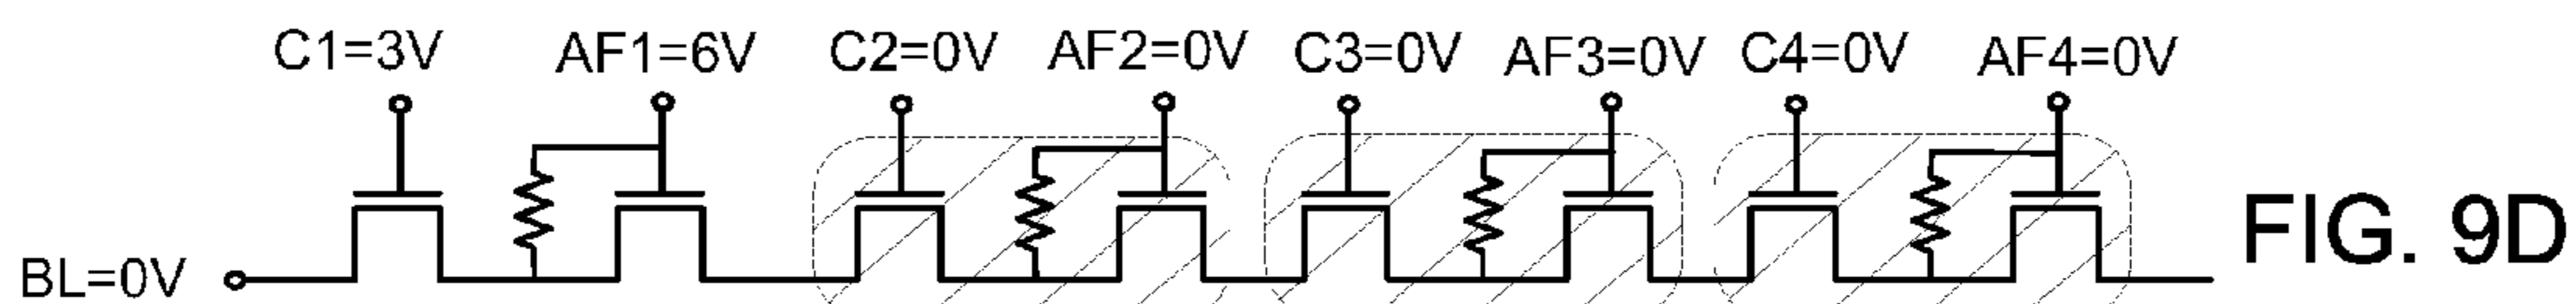 C1=3V AF1=6V C2=0V AF2=0V C3=0V AF3=0V C4=0V AF4=0V
FIG. 9D
BL=0V